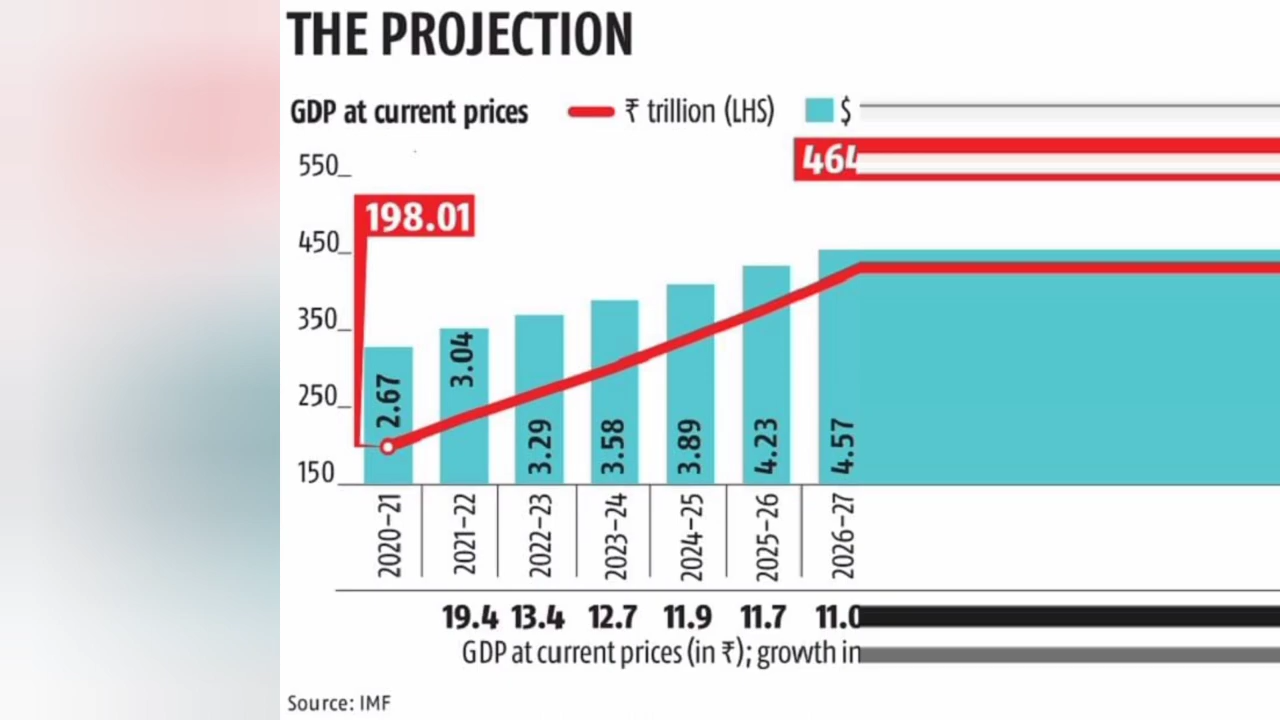 THE PROJECTION
GDP at current prices ₹ trillion (LHS) $
464
550
198.01
450
350
250
150
2.67 3.04 3.29 3.58 3.89 4.23 4.57
2020–21 2021–22 2022–23 2023–24 2024–25 2025–26 2026–27
19.4 13.4 12.7 11.9 11.7 11.0
GDP at current prices (in ₹); growth in
Source: IMF